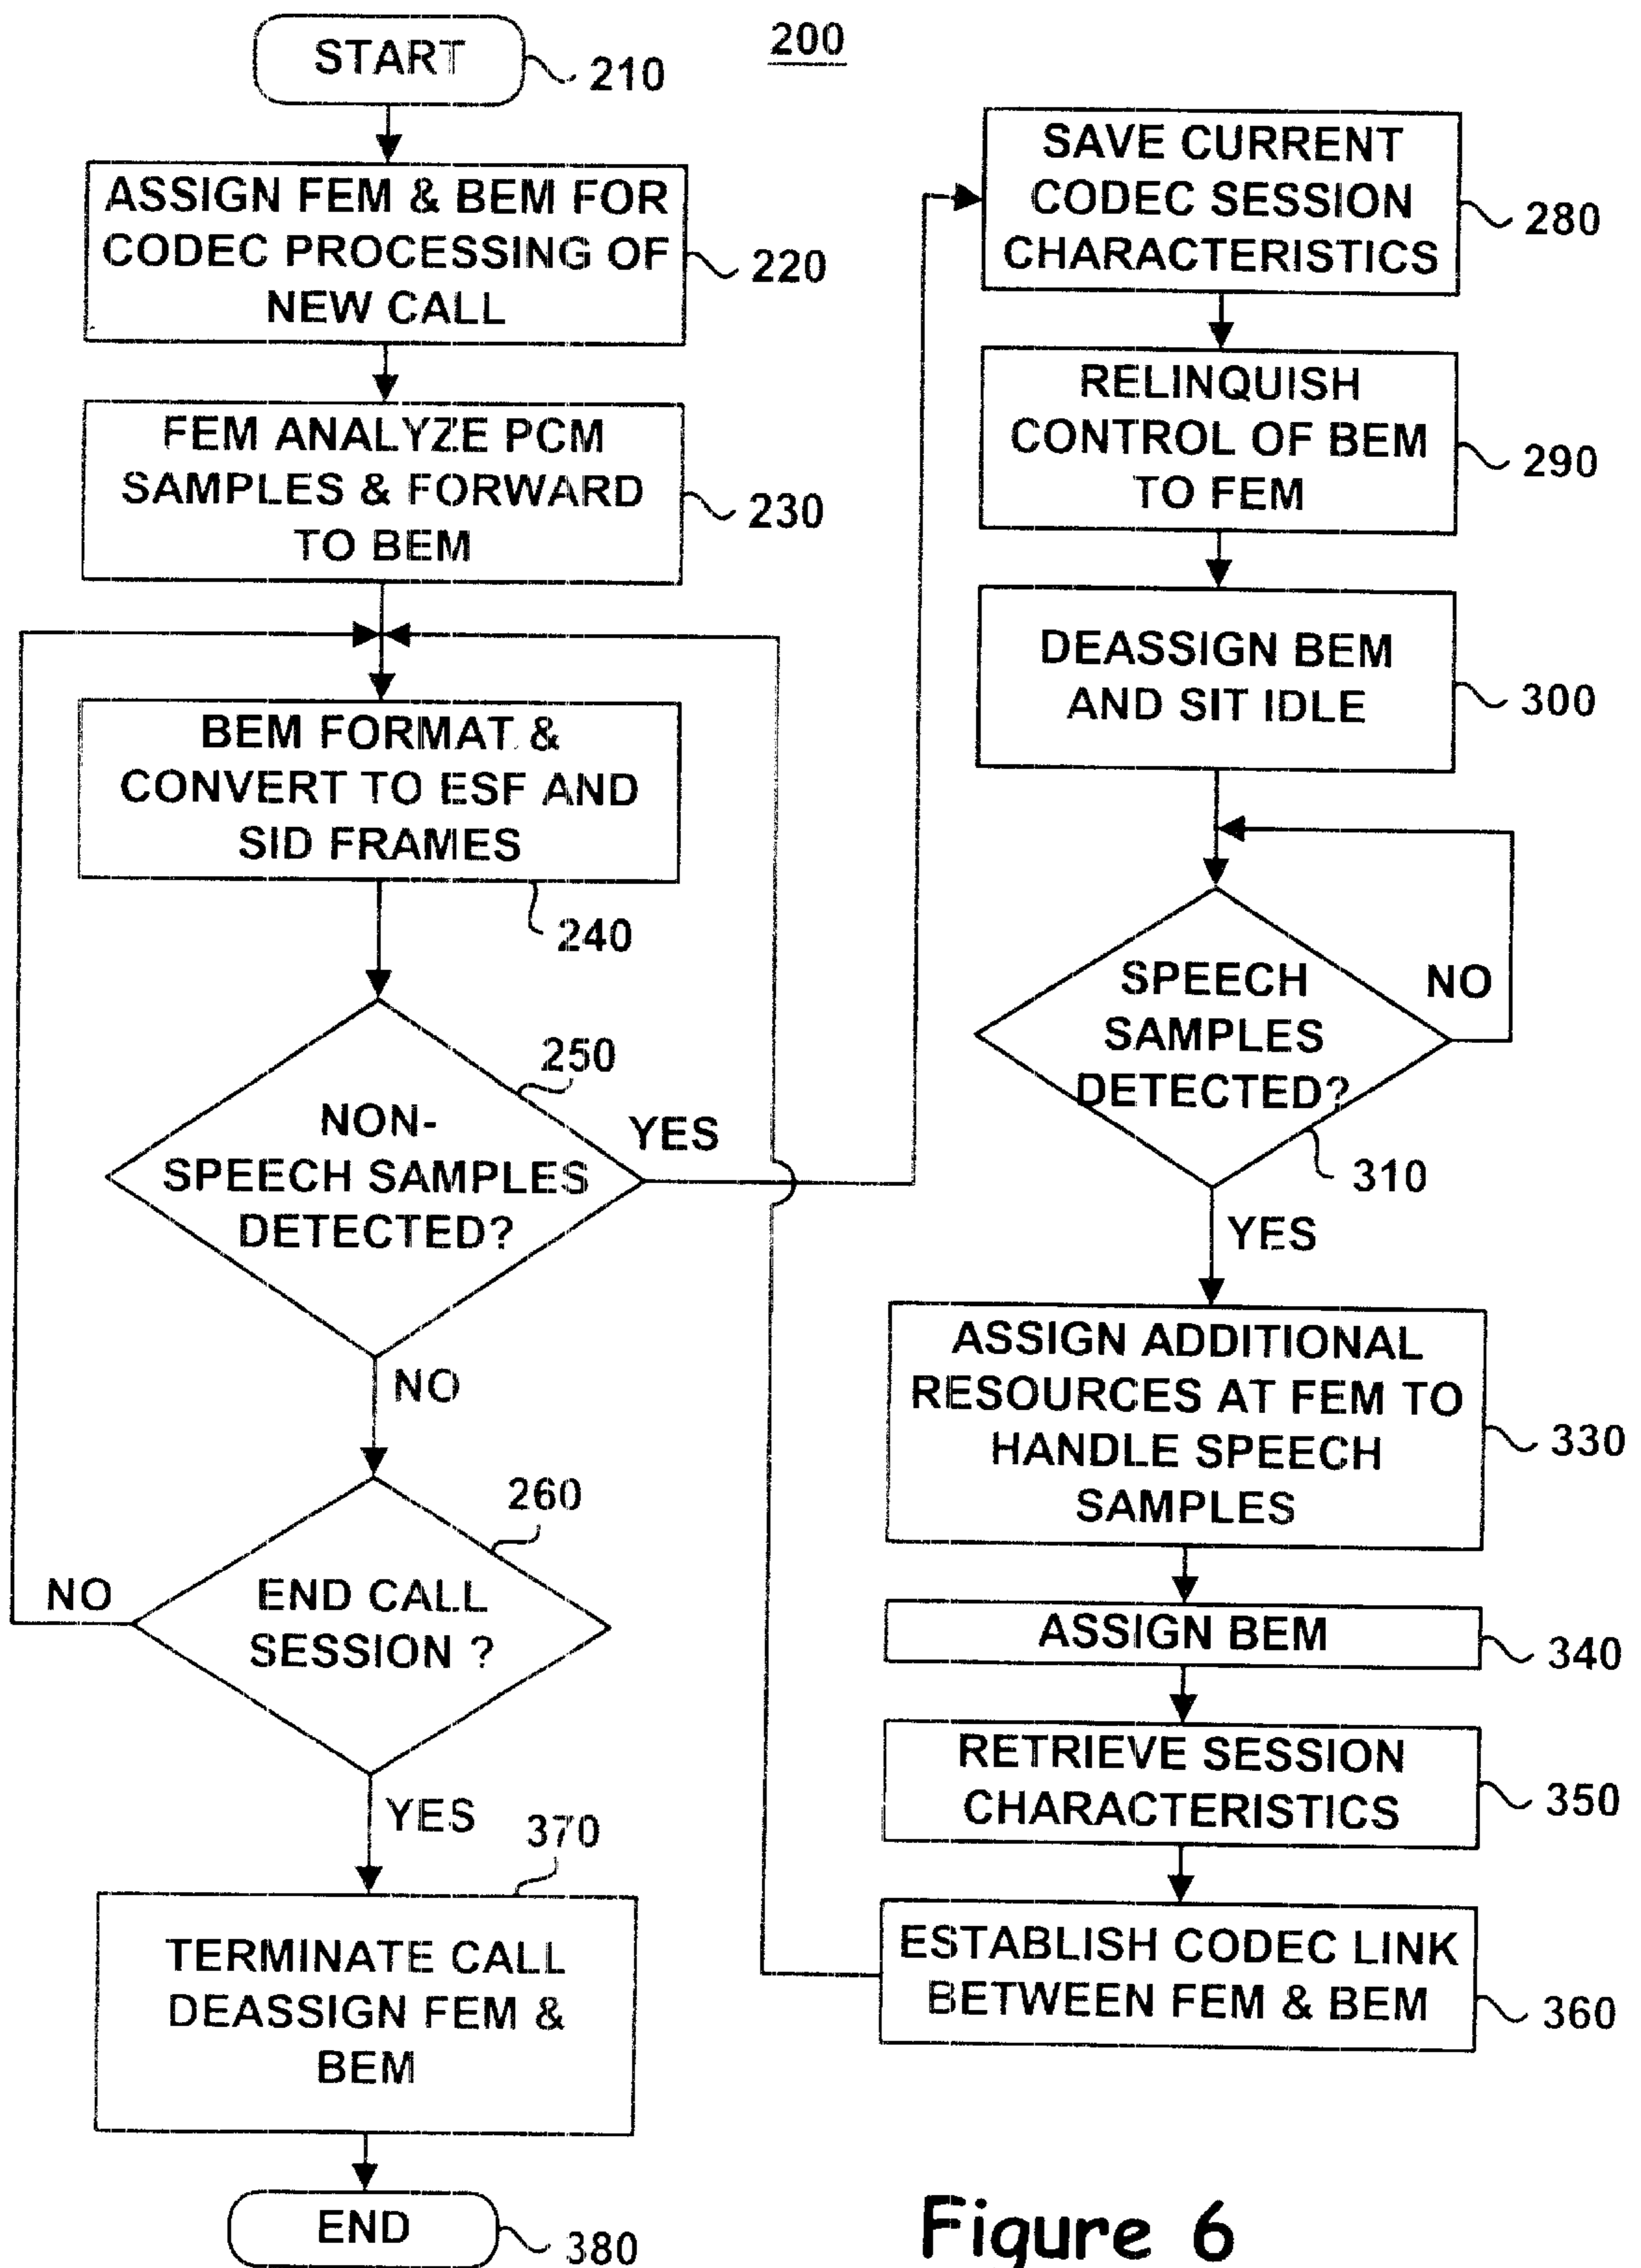 200
START
210
ASSIGN FEM & BEM FOR
CODEC PROCESSING OF
NEW CALL
220
FEM ANALYZE PCM
SAMPLES & FORWARD
TO BEM
230
BEM FORMAT &
CONVERT TO ESF AND
SID FRAMES
240
250
NON-
SPEECH SAMPLES
DETECTED?
YES
NO
260
END CALL
SESSION ?
NO
YES
370
TERMINATE CALL
DEASSIGN FEM &
BEM
END
380
SAVE CURRENT
CODEC SESSION
CHARACTERISTICS
280
RELINQUISH
CONTROL OF BEM
TO FEM
290
DEASSIGN BEM
AND SIT IDLE
300
SPEECH
SAMPLES
DETECTED?
NO
310
YES
ASSIGN ADDITIONAL
RESOURCES AT FEM TO
HANDLE SPEECH
SAMPLES
330
ASSIGN BEM
340
RETRIEVE SESSION
CHARACTERISTICS
350
ESTABLISH CODEC LINK
BETWEEN FEM & BEM
360
Figure 6